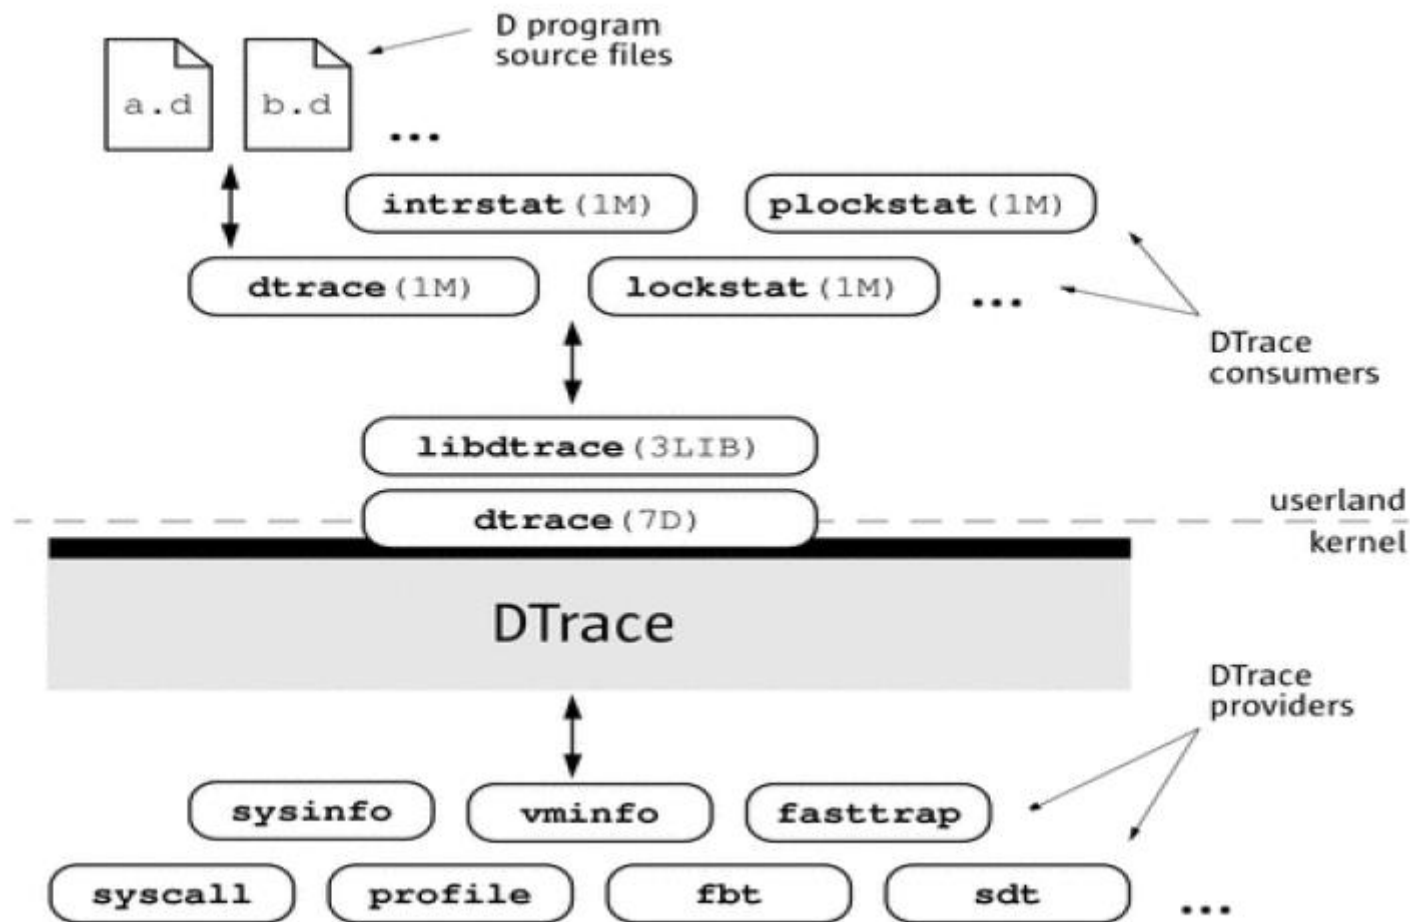 D program
source files
a.d
b.d
...
intrstat(1M)
plockstat(1M)
dtrace(1M)
lockstat(1M)
...
DTrace
consumers
libdtrace(3LIB)
userland
dtrace(7D)
kernel
DTrace
DTrace
providers
sysinfo
vminfo
fasttrap
syscall
profile
fbt
sdt
...